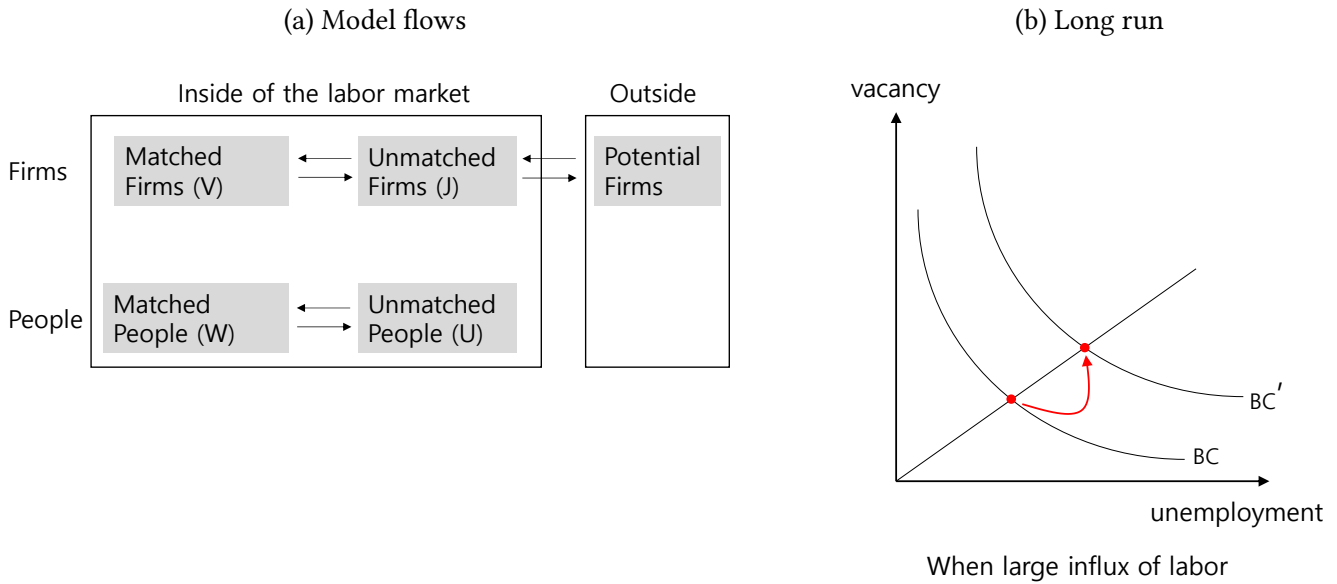 (a) Model flows
Inside of the labor market
Outside
Firms
Matched
Firms (V)
Unmatched
Firms (J)
Potential
Firms
People
Matched
People (W)
Unmatched
People (U)
(b) Long run
vacancy
BC′
BC
unemployment
When large influx of labor